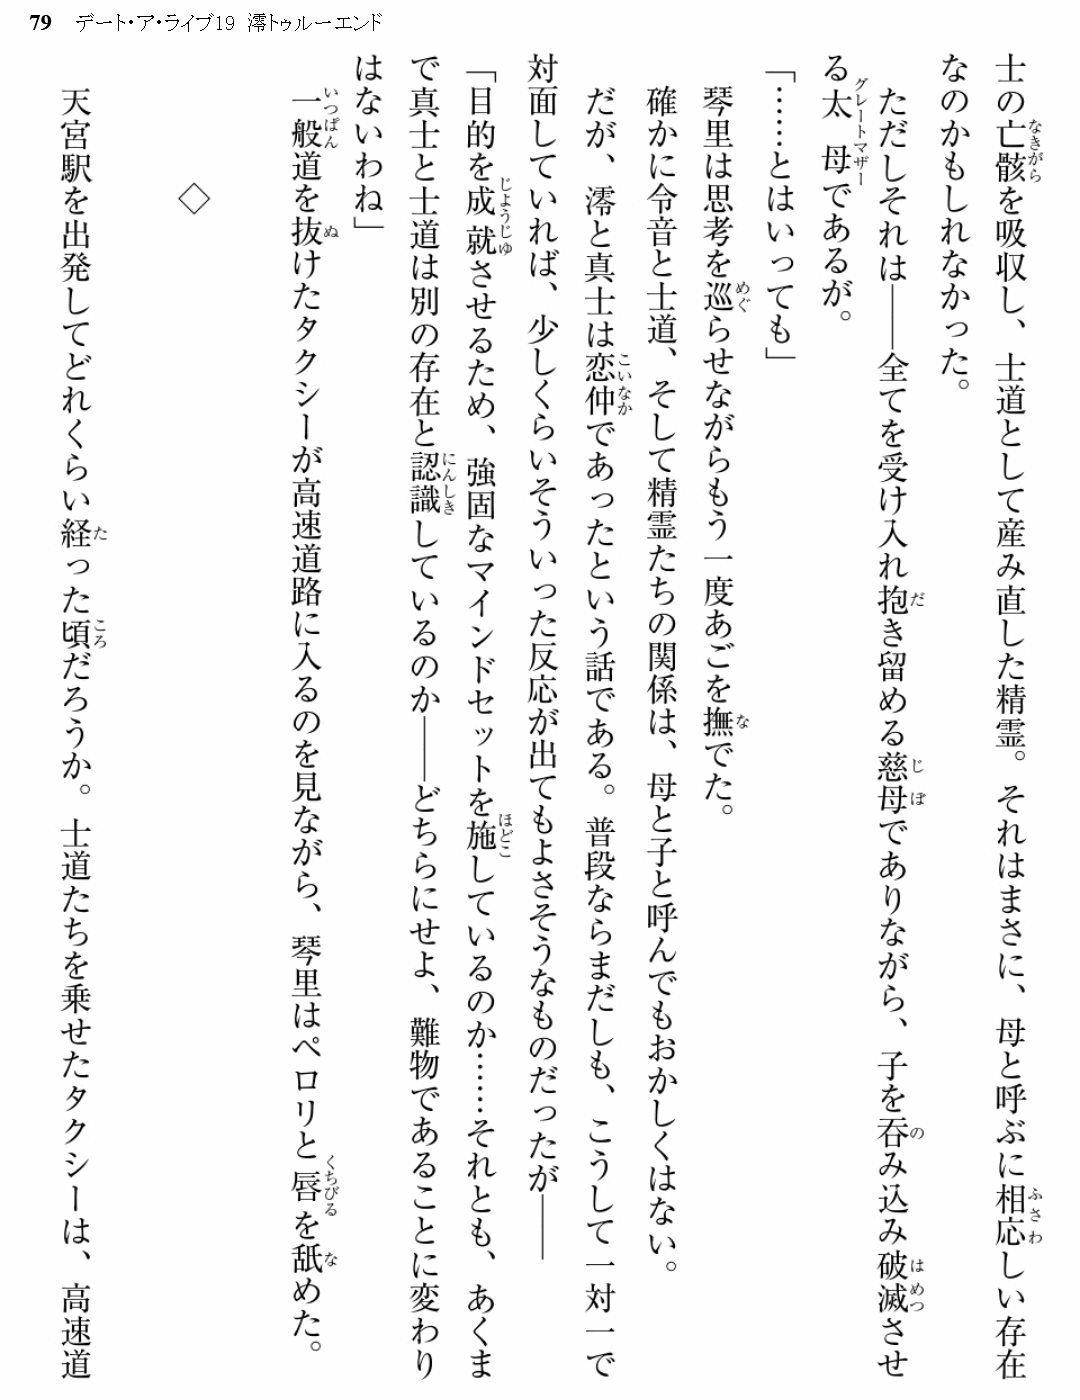 79 デート・ア・ライブ19 澪トゥルーエンド
士の亡骸を吸収し、士道として産み直した精霊。それはまさに、母と呼ぶに相応しい存在
なのかもしれなかった。
ただしそれは――全てを受け入れ抱き留める慈母でありながら、子を呑み込み破滅させ
る太母であるが。
「……とはいっても」
琴里は思考を巡らせながらもう一度あごを撫でた。
確かに令音と士道、そして精霊たちの関係は、母と子と呼んでもおかしくはない。
だが、澪と真士は恋仲であったという話である。普段ならまだしも、こうして一対一で
対面していれば、少しくらいそういった反応が出てもよさそうなものだったが――
「目的を成就させるため、強固なマインドセットを施しているのか……それとも、あくま
で真士と士道は別の存在と認識しているのか――どちらにせよ、難物であることに変わり
はないわね」
一般道を抜けたタクシーが高速道路に入るのを見ながら、琴里はペロリと唇を舐めた。
◇
天宮駅を出発してどれくらい経った頃だろうか。士道たちを乗せたタクシーは、高速道